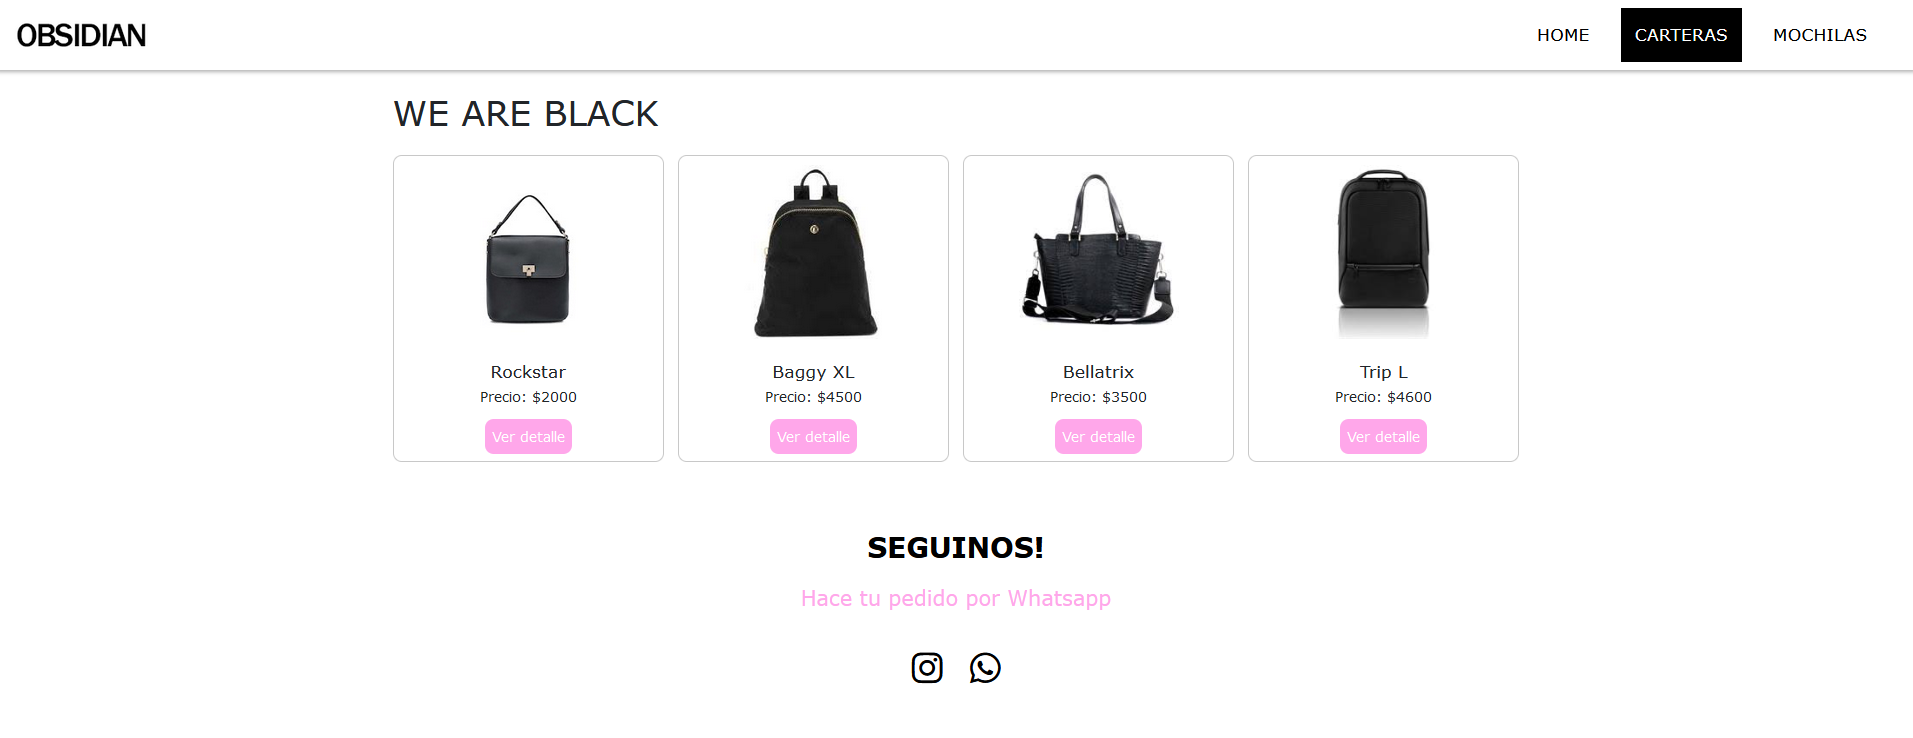 OBSIDIAN
HOME CARTERAS MOCHILAS
WE ARE BLACK
Rockstar
Precio: $2000
Ver detalle
Baggy XL
Precio: $4500
Ver detalle
Bellatrix
Precio: $3500
Ver detalle
Trip L
Precio: $4600
Ver detalle
SEGUINOS!
Hace tu pedido por Whatsapp